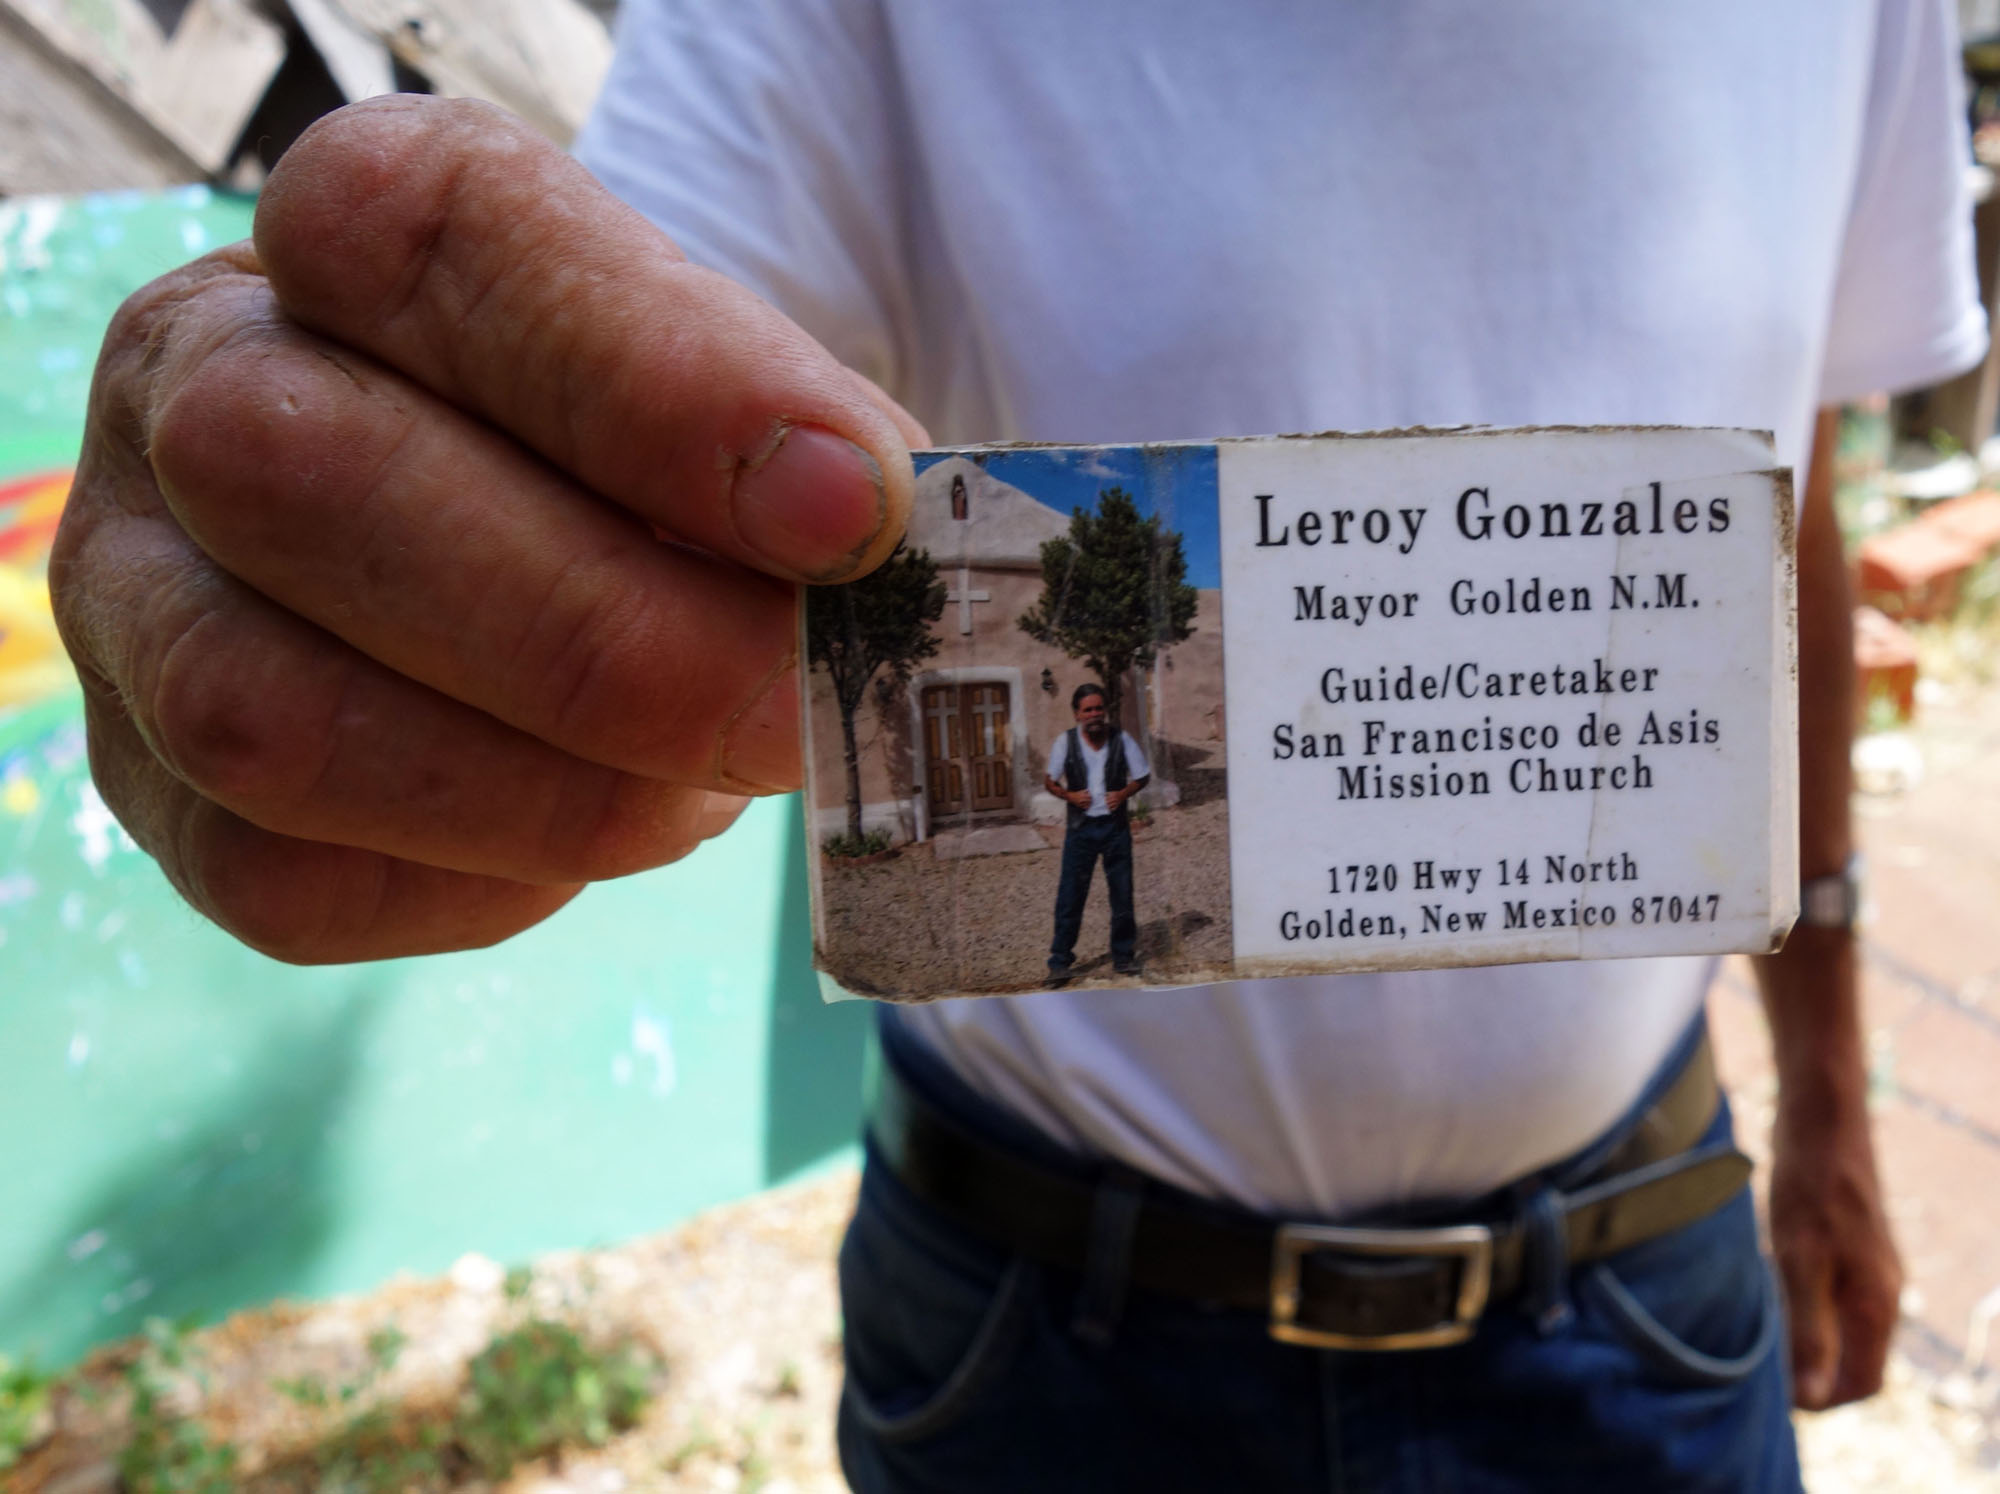 Leroy Gonzales
Mayor Golden N.M.
Guide/Caretaker
San Francisco de Asis
Mission Church
1720 Hwy 14 North
Golden, New Mexico 87047